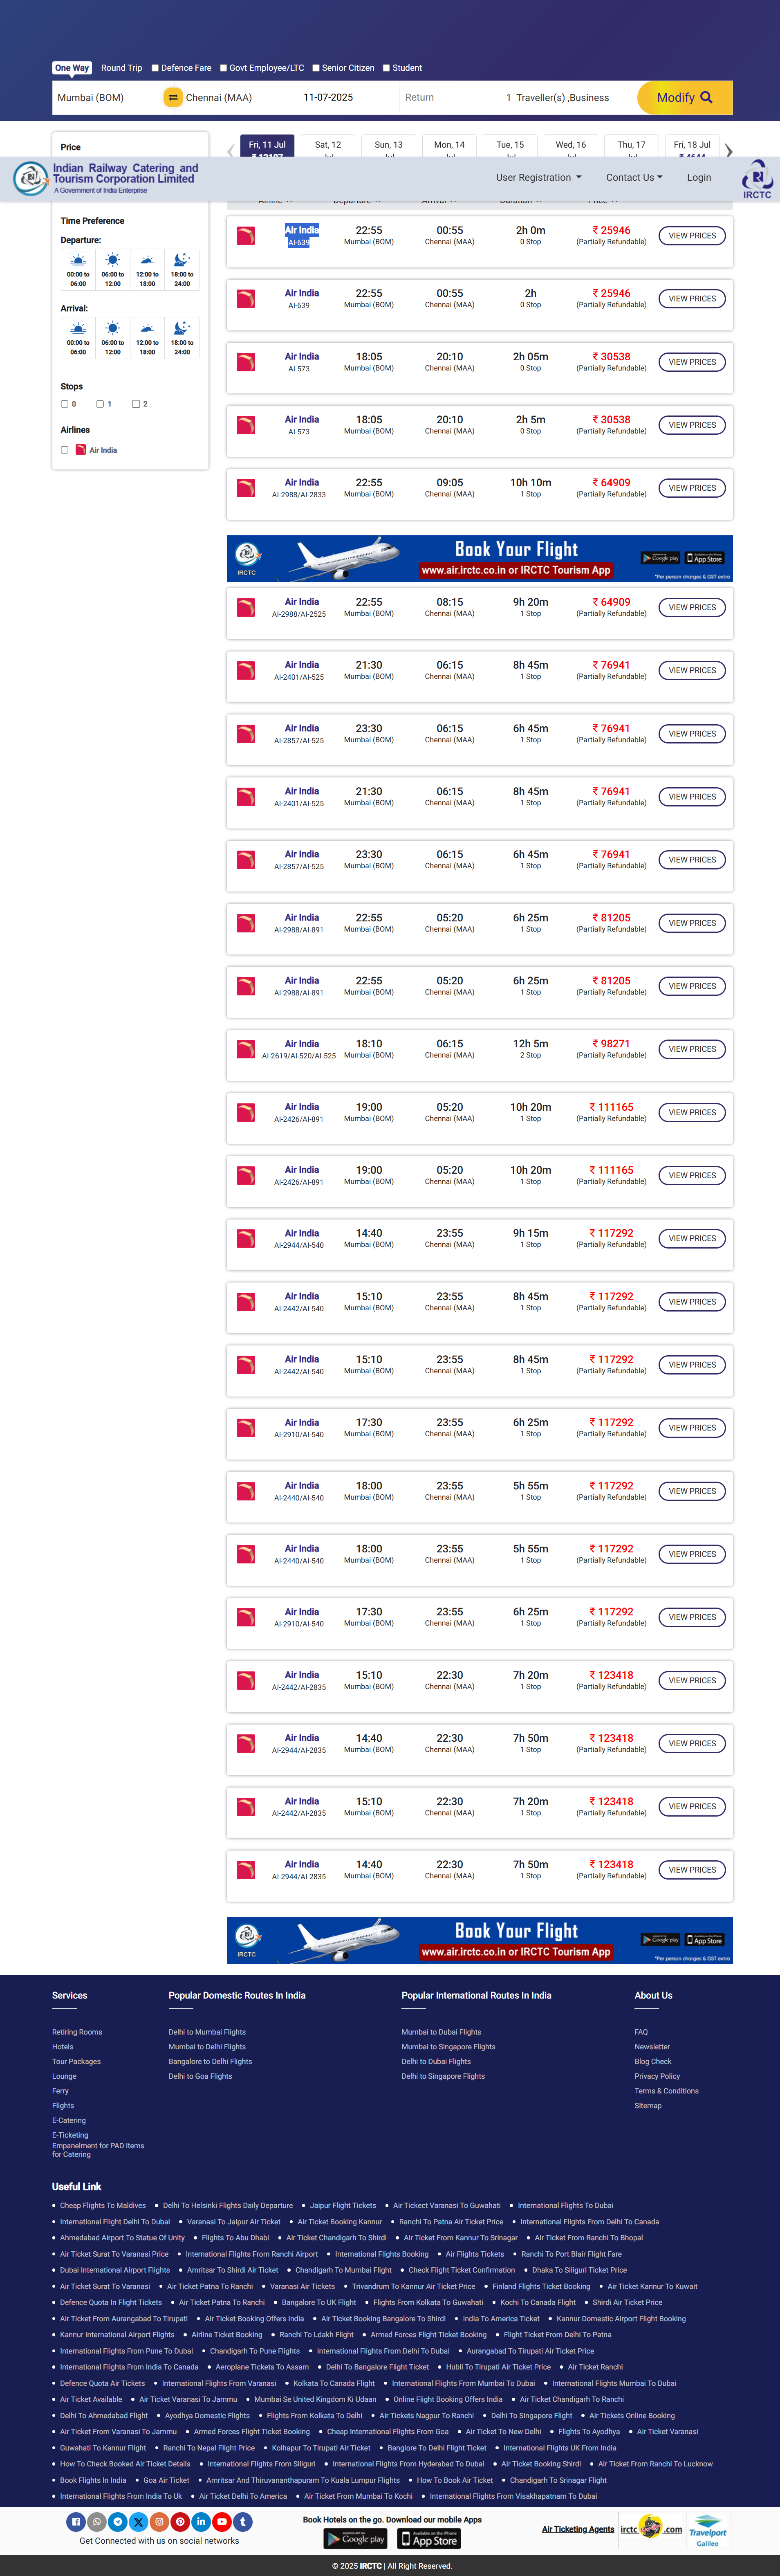 One Way Round Trip Defence Fare Govt Employee/LTC Senior Citizen Student
Mumbai (BOM) Chennai (MAA) 11-07-2025 Return 1 Traveller(s) ,Business Modify
Price
Fri, 11 Jul Sat, 12 Sun, 13 Mon, 14 Tue, 15 Wed, 16 Thu, 17 Fri, 18 Jul
Indian Railway Catering and
Tourism Corporation Limited
A Government of India Enterprise
User Registration Contact Us Login
IRCTC
Time Preference
Departure:
00:00 to 06:00 06:00 to 12:00 12:00 to 18:00 18:00 to 24:00
Arrival:
00:00 to 06:00 06:00 to 12:00 12:00 to 18:00 18:00 to 24:00
Stops
0 1 2
Airlines
Air India
Air India 22:55 00:55 2h 0m ₹ 25946 VIEW PRICES
AI-639 Mumbai (BOM) Chennai (MAA) 0 Stop (Partially Refundable)
Air India 22:55 00:55 2h ₹ 25946 VIEW PRICES
AI-639 Mumbai (BOM) Chennai (MAA) 0 Stop (Partially Refundable)
Air India 18:05 20:10 2h 05m ₹ 30538 VIEW PRICES
AI-573 Mumbai (BOM) Chennai (MAA) 0 Stop (Partially Refundable)
Air India 18:05 20:10 2h 5m ₹ 30538 VIEW PRICES
AI-573 Mumbai (BOM) Chennai (MAA) 0 Stop (Partially Refundable)
Air India 22:55 09:05 10h 10m ₹ 64909 VIEW PRICES
AI-2988/AI-2833 Mumbai (BOM) Chennai (MAA) 1 Stop (Partially Refundable)
IRCTC
Book Your Flight
www.air.irctc.co.in or IRCTC Tourism App
Google play App Store
*Per person charges & GST extra
Air India 22:55 08:15 9h 20m ₹ 64909 VIEW PRICES
AI-2988/AI-2525 Mumbai (BOM) Chennai (MAA) 1 Stop (Partially Refundable)
Air India 21:30 06:15 8h 45m ₹ 76941 VIEW PRICES
AI-2401/AI-525 Mumbai (BOM) Chennai (MAA) 1 Stop (Partially Refundable)
Air India 23:30 06:15 6h 45m ₹ 76941 VIEW PRICES
AI-2857/AI-525 Mumbai (BOM) Chennai (MAA) 1 Stop (Partially Refundable)
Air India 21:30 06:15 8h 45m ₹ 76941 VIEW PRICES
AI-2401/AI-525 Mumbai (BOM) Chennai (MAA) 1 Stop (Partially Refundable)
Air India 23:30 06:15 6h 45m ₹ 76941 VIEW PRICES
AI-2857/AI-525 Mumbai (BOM) Chennai (MAA) 1 Stop (Partially Refundable)
Air India 22:55 05:20 6h 25m ₹ 81205 VIEW PRICES
AI-2988/AI-891 Mumbai (BOM) Chennai (MAA) 1 Stop (Partially Refundable)
Air India 22:55 05:20 6h 25m ₹ 81205 VIEW PRICES
AI-2988/AI-891 Mumbai (BOM) Chennai (MAA) 1 Stop (Partially Refundable)
Air India 18:10 06:15 12h 5m ₹ 98271 VIEW PRICES
AI-2619/AI-520/AI-525 Mumbai (BOM) Chennai (MAA) 2 Stop (Partially Refundable)
Air India 19:00 05:20 10h 20m ₹ 111165 VIEW PRICES
AI-2426/AI-891 Mumbai (BOM) Chennai (MAA) 1 Stop (Partially Refundable)
Air India 19:00 05:20 10h 20m ₹ 111165 VIEW PRICES
AI-2426/AI-891 Mumbai (BOM) Chennai (MAA) 1 Stop (Partially Refundable)
Air India 14:40 23:55 9h 15m ₹ 117292 VIEW PRICES
AI-2944/AI-540 Mumbai (BOM) Chennai (MAA) 1 Stop (Partially Refundable)
Air India 15:10 23:55 8h 45m ₹ 117292 VIEW PRICES
AI-2442/AI-540 Mumbai (BOM) Chennai (MAA) 1 Stop (Partially Refundable)
Air India 15:10 23:55 8h 45m ₹ 117292 VIEW PRICES
AI-2442/AI-540 Mumbai (BOM) Chennai (MAA) 1 Stop (Partially Refundable)
Air India 17:30 23:55 6h 25m ₹ 117292 VIEW PRICES
AI-2910/AI-540 Mumbai (BOM) Chennai (MAA) 1 Stop (Partially Refundable)
Air India 18:00 23:55 5h 55m ₹ 117292 VIEW PRICES
AI-2440/AI-540 Mumbai (BOM) Chennai (MAA) 1 Stop (Partially Refundable)
Air India 18:00 23:55 5h 55m ₹ 117292 VIEW PRICES
AI-2440/AI-540 Mumbai (BOM) Chennai (MAA) 1 Stop (Partially Refundable)
Air India 17:30 23:55 6h 25m ₹ 117292 VIEW PRICES
AI-2910/AI-540 Mumbai (BOM) Chennai (MAA) 1 Stop (Partially Refundable)
Air India 15:10 22:30 7h 20m ₹ 123418 VIEW PRICES
AI-2442/AI-2835 Mumbai (BOM) Chennai (MAA) 1 Stop (Partially Refundable)
Air India 14:40 22:30 7h 50m ₹ 123418 VIEW PRICES
AI-2944/AI-2835 Mumbai (BOM) Chennai (MAA) 1 Stop (Partially Refundable)
Air India 15:10 22:30 7h 20m ₹ 123418 VIEW PRICES
AI-2442/AI-2835 Mumbai (BOM) Chennai (MAA) 1 Stop (Partially Refundable)
Air India 14:40 22:30 7h 50m ₹ 123418 VIEW PRICES
AI-2944/AI-2835 Mumbai (BOM) Chennai (MAA) 1 Stop (Partially Refundable)
IRCTC
Book Your Flight
www.air.irctc.co.in or IRCTC Tourism App
Google play App Store
*Per person charges & GST extra
Services Popular Domestic Routes In India Popular International Routes In India About Us
Retiring Rooms Delhi to Mumbai Flights Mumbai to Dubai Flights FAQ
Hotels Mumbai to Delhi Flights Mumbai to Singapore Flights Newsletter
Tour Packages Bangalore to Delhi Flights Delhi to Dubai Flights Blog Check
Lounge Delhi to Goa Flights Delhi to Singapore Flights Privacy Policy
Ferry Terms & Conditions
Flights Sitemap
E-Catering
E-Ticketing
Empanelment for PAD items
for Catering
Useful Link
Cheap Flights To Maldives Delhi To Helsinki Flights Daily Departure Jaipur Flight Tickets Air Tickect Varanasi To Guwahati International Flights To Dubai
International Flight Delhi To Dubai Varanasi To Jaipur Air Ticket Air Ticket Booking Kannur Ranchi To Patna Air Ticket Price International Flights From Delhi To Canada
Ahmedabad Airport To Statue Of Unity Flights To Abu Dhabi Air Ticket Chandigarh To Shirdi Air Ticket From Kannur To Srinagar Air Ticket From Ranchi To Bhopal
Air Ticket Surat To Varanasi Price International Flights From Ranchi Airport International Flights Booking Air Flights Tickets Ranchi To Port Blair Flight Fare
Dubai International Airport Flights Amritsar To Shirdi Air Ticket Chandigarh To Mumbai Flight Check Flight Ticket Confirmation Dhaka To Siliguri Ticket Price
Air Ticket Surat To Varanasi Air Ticket Patna To Ranchi Varanasi Air Tickets Trivandrum To Kannur Air Ticket Price Finland Flights Ticket Booking Air Ticket Kannur To Kuwait
Defence Quota In Flight Tickets Air Ticket Patna To Ranchi Bangalore To UK Flight Flights From Kolkata To Guwahati Kochi To Canada Flight Shirdi Air Ticket Price
Air Ticket From Aurangabad To Tirupati Air Ticket Booking Offers India Air Ticket Booking Bangalore To Shirdi India To America Ticket Kannur Domestic Airport Flight Booking
Kannur International Airport Flights Airline Ticket Booking Ranchi To Ldakh Flight Armed Forces Flight Ticket Booking Flight Ticket From Delhi To Patna
International Flights From Pune To Dubai Chandigarh To Pune Flights International Flights From Delhi To Dubai Aurangabad To Tirupati Air Ticket Price
International Flights From India To Canada Aeroplane Tickets To Assam Delhi To Bangalore Flight Ticket Hubli To Tirupati Air Ticket Price Air Ticket Ranchi
Defence Quota Air Tickets International Flights From Varanasi Kolkata To Canada Flight International Flights From Mumbai To Dubai International Flights Mumbai To Dubai
Air Ticket Available Air Ticket Varanasi To Jammu Mumbai Se United Kingdom Ki Udaan Online Flight Booking Offers India Air Ticket Chandigarh To Ranchi
Delhi To Ahmedabad Flight Ayodhya Domestic Flights Flights From Kolkata To Delhi Air Tickets Nagpur To Ranchi Delhi To Singapore Flight Air Tickets Online Booking
Air Ticket From Varanasi To Jammu Armed Forces Flight Ticket Booking Cheap International Flights From Goa Air Ticket To New Delhi Flights To Ayodhya Air Ticket Varanasi
Guwahati To Kannur Flight Ranchi To Nepal Flight Price Kolhapur To Tirupati Air Ticket Banglore To Delhi Flight Ticket International Flights UK From India
How To Check Booked Air Ticket Details International Flights From Siliguri International Flights From Hyderabad To Dubai Air Ticket Booking Shirdi Air Ticket From Ranchi To Lucknow
Book Flights In India Goa Air Ticket Amritsar And Thiruvananthapuram To Kuala Lumpur Flights How To Book Air Ticket Chandigarh To Srinagar Flight
International Flights From India To Uk Air Ticket Delhi To America Air Ticket From Mumbai To Kochi International Flights From Visakhapatnam To Dubai
Get Connected with us on social networks
Book Hotels on the go. Download our mobile Apps
Google play App Store
Air Ticketing Agents irctc .com Travelport
Galileo
© 2025 IRCTC | All Right Reserved.